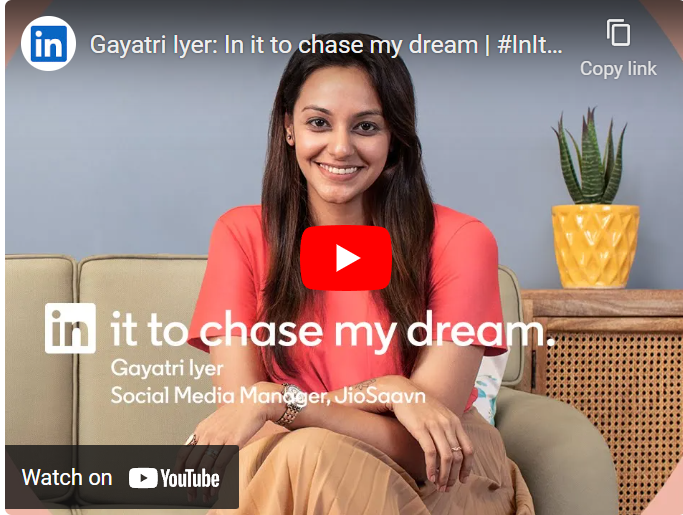 in Gayatri Iyer: In it to chase my dream | #InIt...
Copy link
in it to chase my dream.
Gayatri Iyer
Social Media Manager, JioSaavn
Watch on YouTube